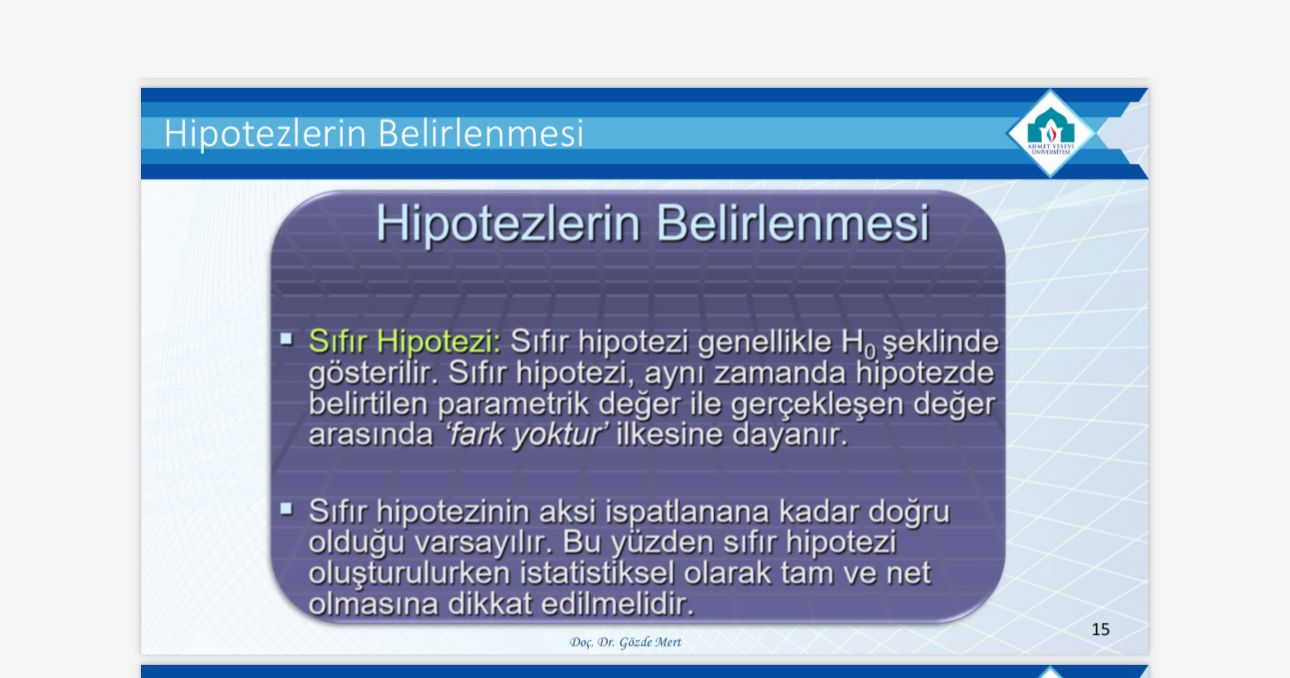 Hipotezlerin Belirlenmesi
AHMET YESEVİ
ÜNİVERSİTESİ
Hipotezlerin Belirlenmesi
▪ Sıfır Hipotezi: Sıfır hipotezi genellikle H₀ şeklinde
gösterilir. Sıfır hipotezi, aynı zamanda hipotezde
belirtilen parametrik değer ile gerçekleşen değer
arasında ‘fark yoktur’ ilkesine dayanır.
▪ Sıfır hipotezinin aksi ispatlanana kadar doğru
olduğu varsayılır. Bu yüzden sıfır hipotezi
oluşturulurken istatistiksel olarak tam ve net
olmasına dikkat edilmelidir.
15
Doç. Dr. Gözde Mert